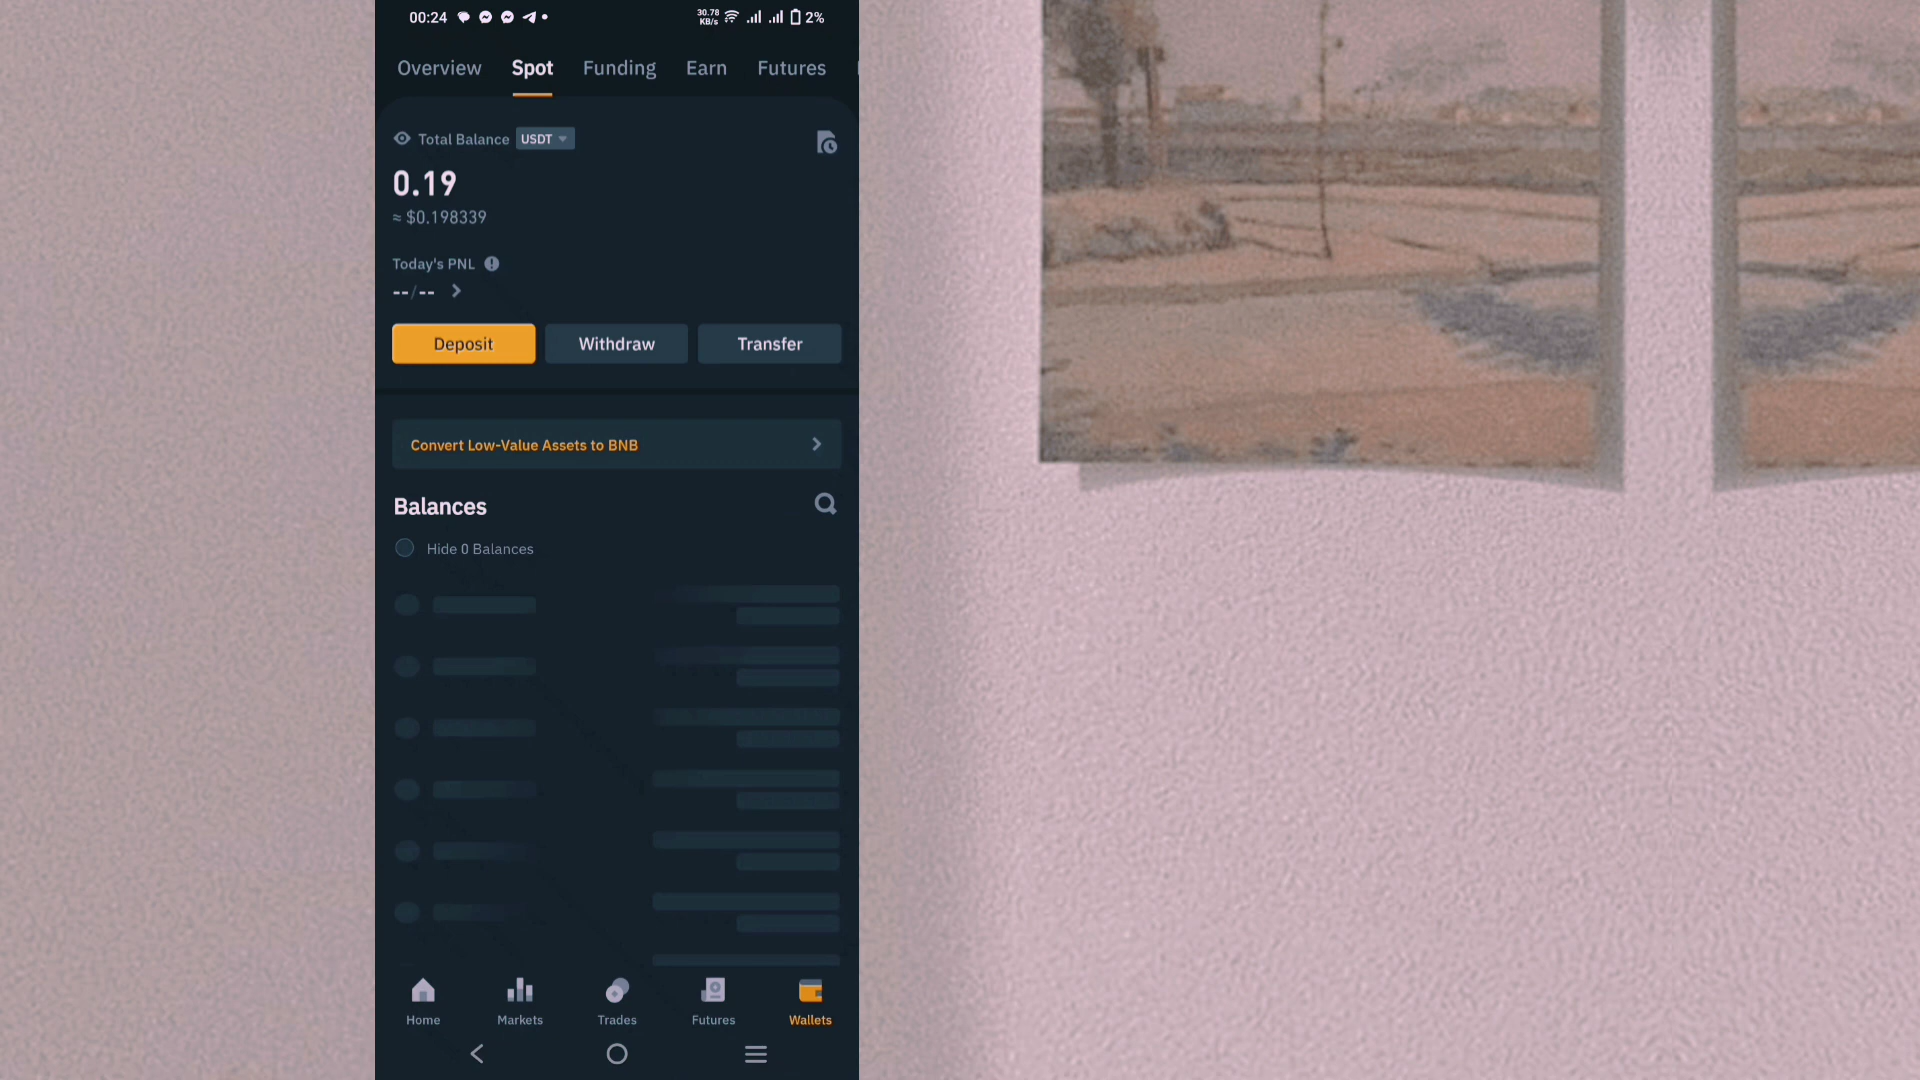 00:24 30.78 KB/s 2%
Overview Spot Funding Earn Futures
Total Balance USDT
0.19
≈ $0.198339
Today's PNL
--/--
Deposit Withdraw Transfer
Convert Low-Value Assets to BNB
Balances
Hide 0 Balances
Home Markets Trades Futures Wallets